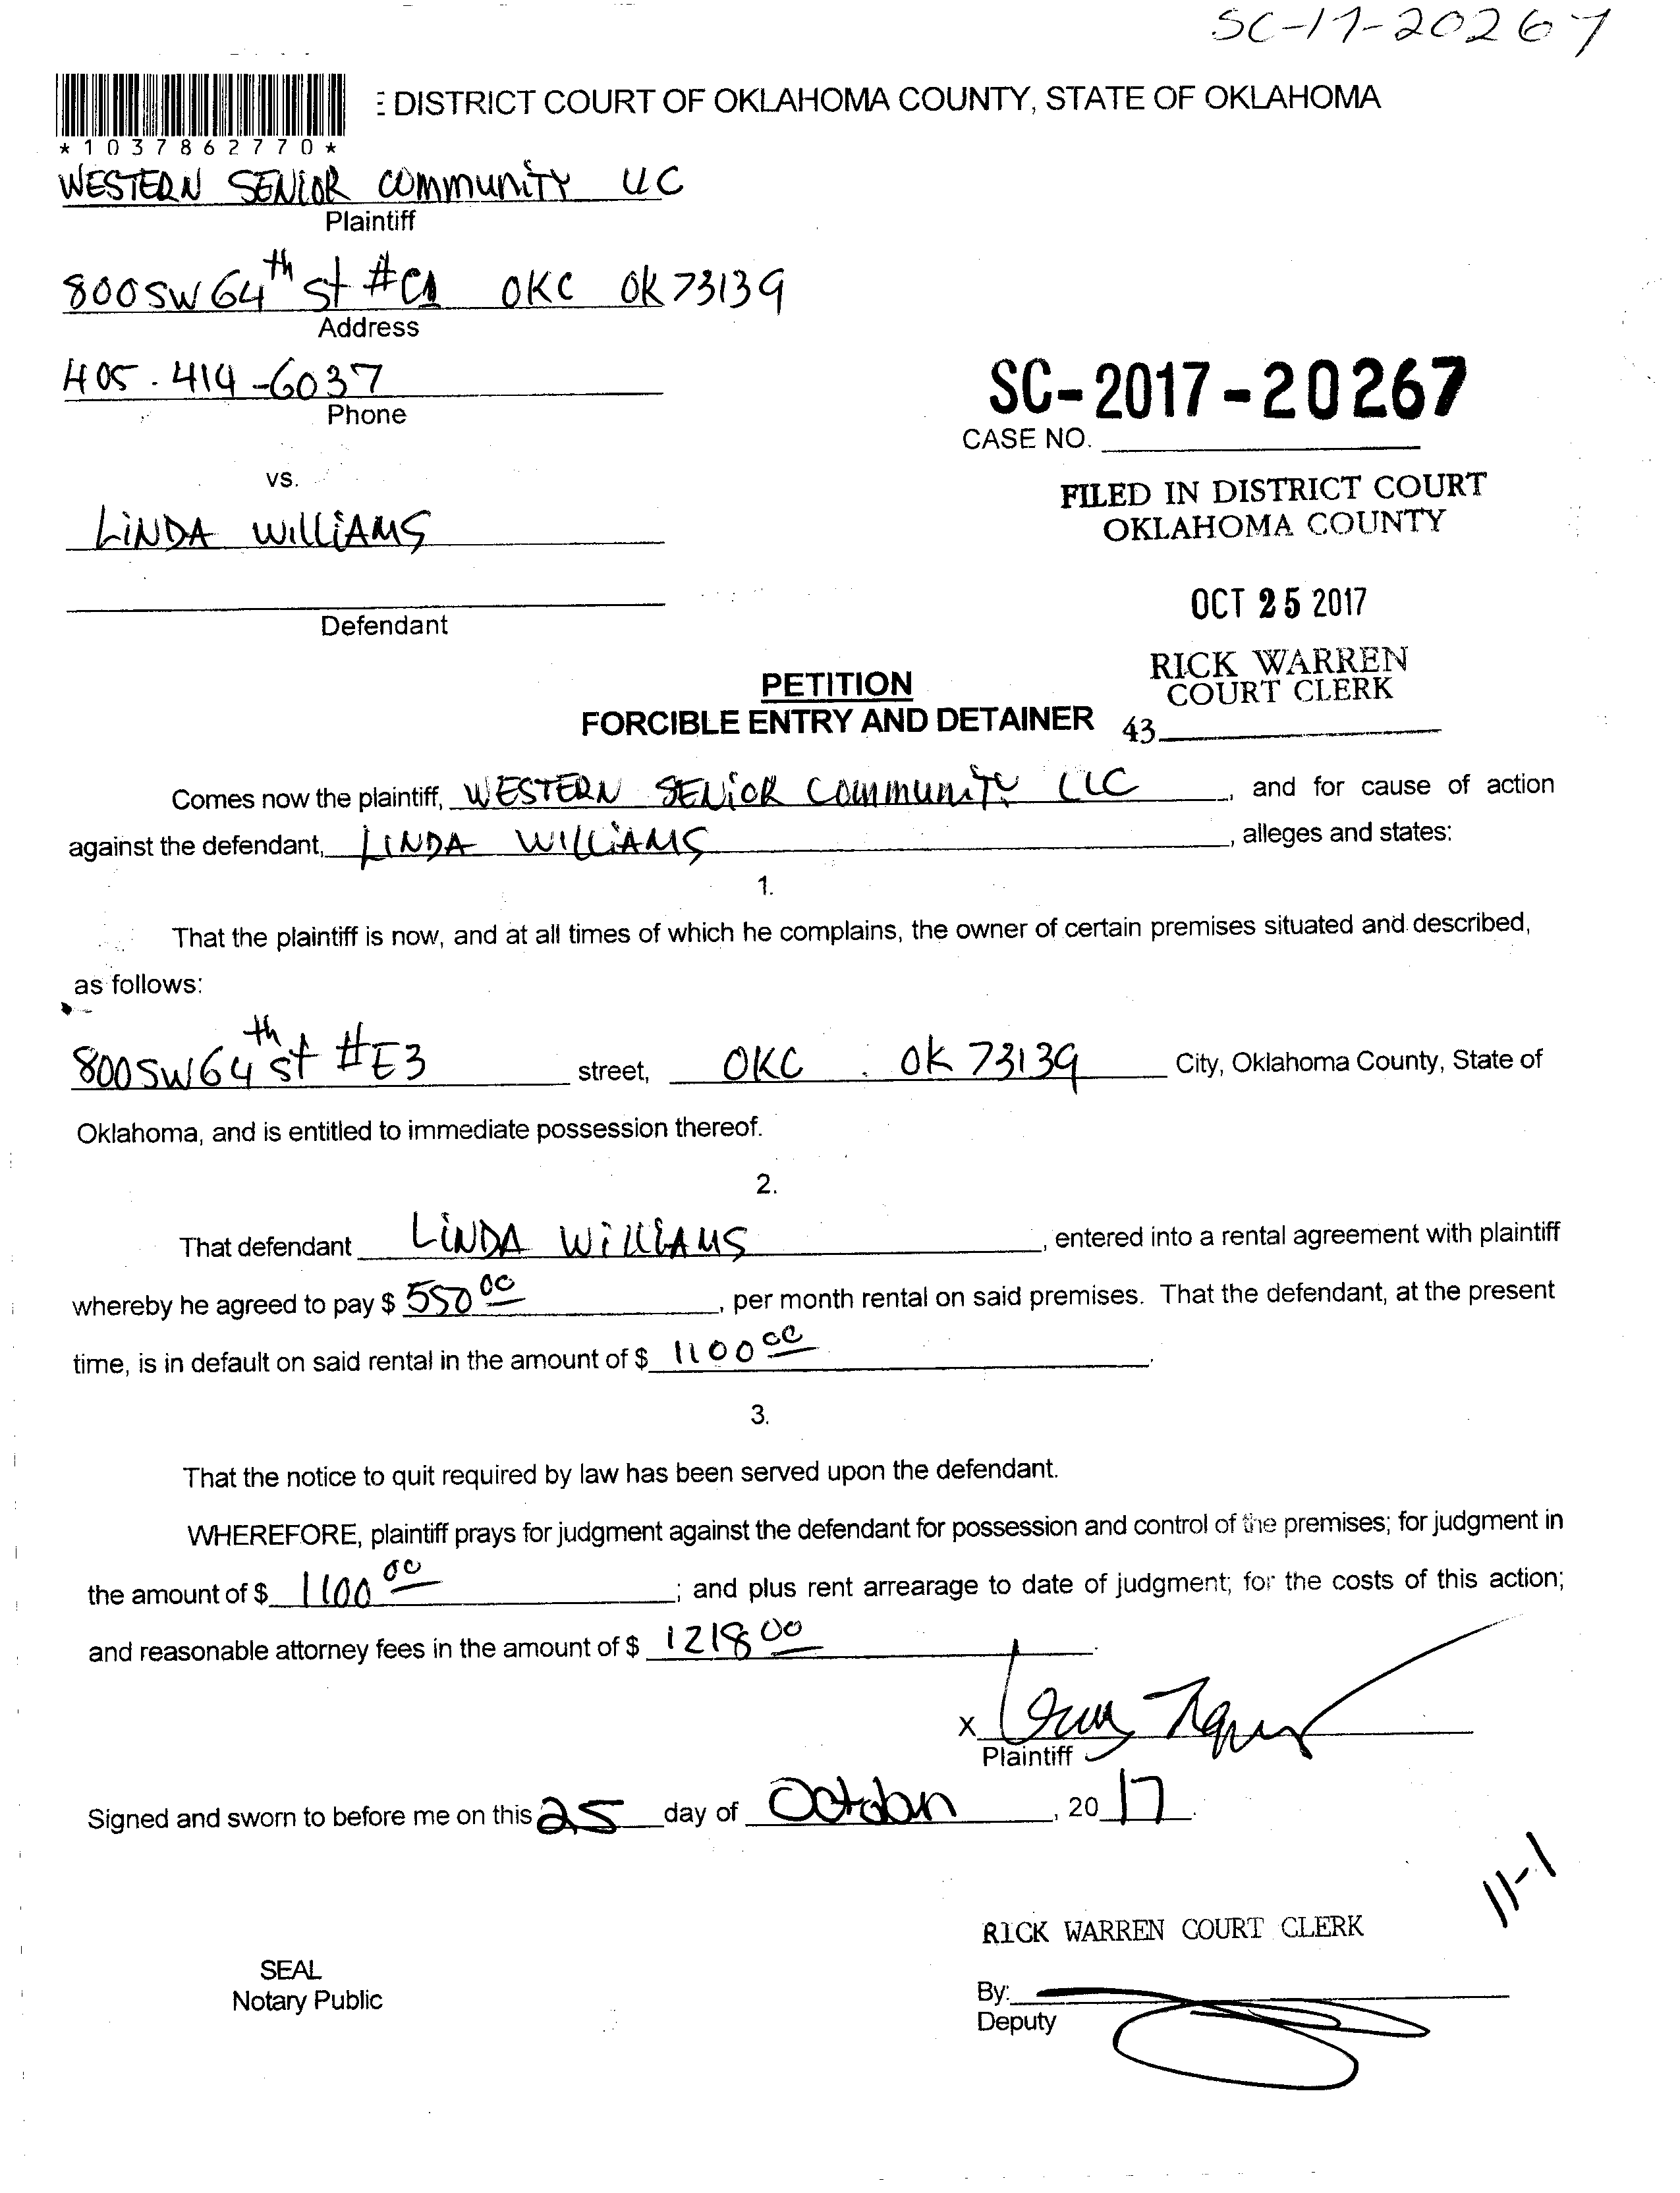 SC-17-20267
DISTRICT COURT OF OKLAHOMA COUNTY, STATE OF OKLAHOMA
*1037862770*
WESTERN SENIOR COMMUNITY LLC
Plaintiff
800 SW 64th St #C1 OKC OK 73139
Address
405.414-6037
Phone
SC-2017-20267
CASE NO.
vs.
FILED IN DISTRICT COURT
OKLAHOMA COUNTY
LINDA WILLIAMS
OCT 25 2017
Defendant
RICK WARREN
COURT CLERK
43
PETITION
FORCIBLE ENTRY AND DETAINER
Comes now the plaintiff, WESTERN SENIOR COMMUNITY LLC, and for cause of action
against the defendant, LINDA WILLIAMS, alleges and states:
1.
That the plaintiff is now, and at all times of which he complains, the owner of certain premises situated and described,
as follows:
800 SW 64th St #E3 street, OKC. OK 73139 City, Oklahoma County, State of
Oklahoma, and is entitled to immediate possession thereof.
2.
That defendant LINDA WILLIAMS, entered into a rental agreement with plaintiff
whereby he agreed to pay $ 550 00, per month rental on said premises. That the defendant, at the present
time, is in default on said rental in the amount of $ 1100 00.
3.
That the notice to quit required by law has been served upon the defendant.
WHEREFORE, plaintiff prays for judgment against the defendant for possession and control of the premises; for judgment in
the amount of $ 1100 00; and plus rent arrearage to date of judgment; for the costs of this action;
and reasonable attorney fees in the amount of $ 1218 00.
X
Plaintiff
Signed and sworn to before me on this 25 day of October, 20 17.
11-1
RICK WARREN COURT CLERK
SEAL
Notary Public
By:
Deputy